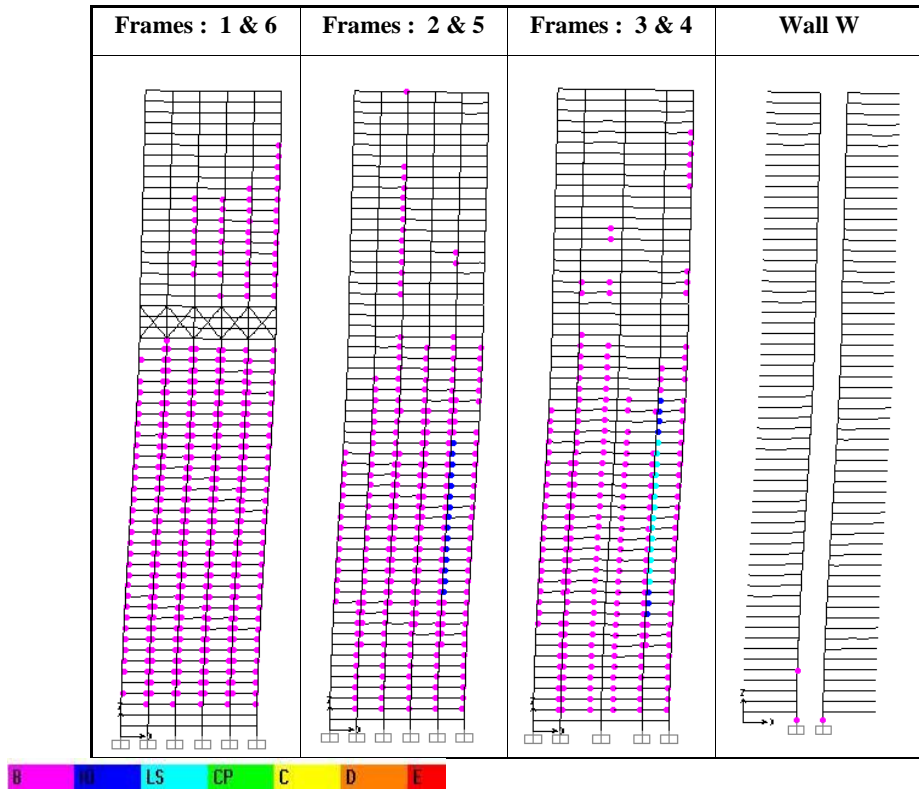 Frames : 1 & 6
Frames : 2 & 5
Frames : 3 & 4
Wall W
Z
Z
Z
Z
B
IO
LS
CP
C
D
E